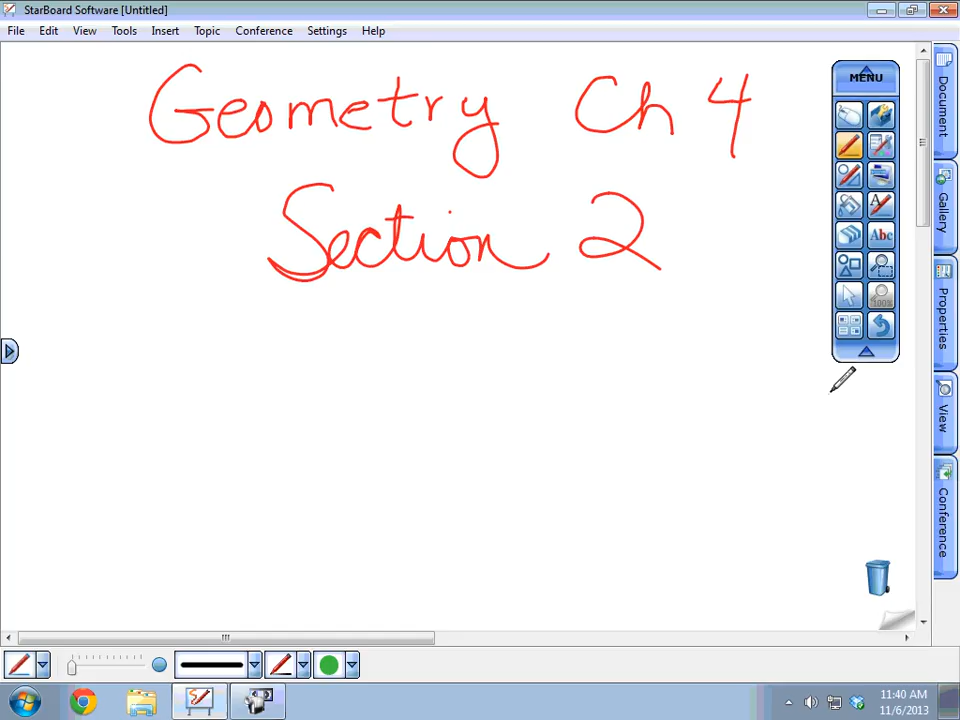 StarBoard Software [Untitled]
File Edit View Tools Insert Topic Conference Settings Help
Geometry Ch 4
Section 2
MENU
Abc
100%
Document
Gallery
Properties
View
Conference
11:40 AM
11/6/2013